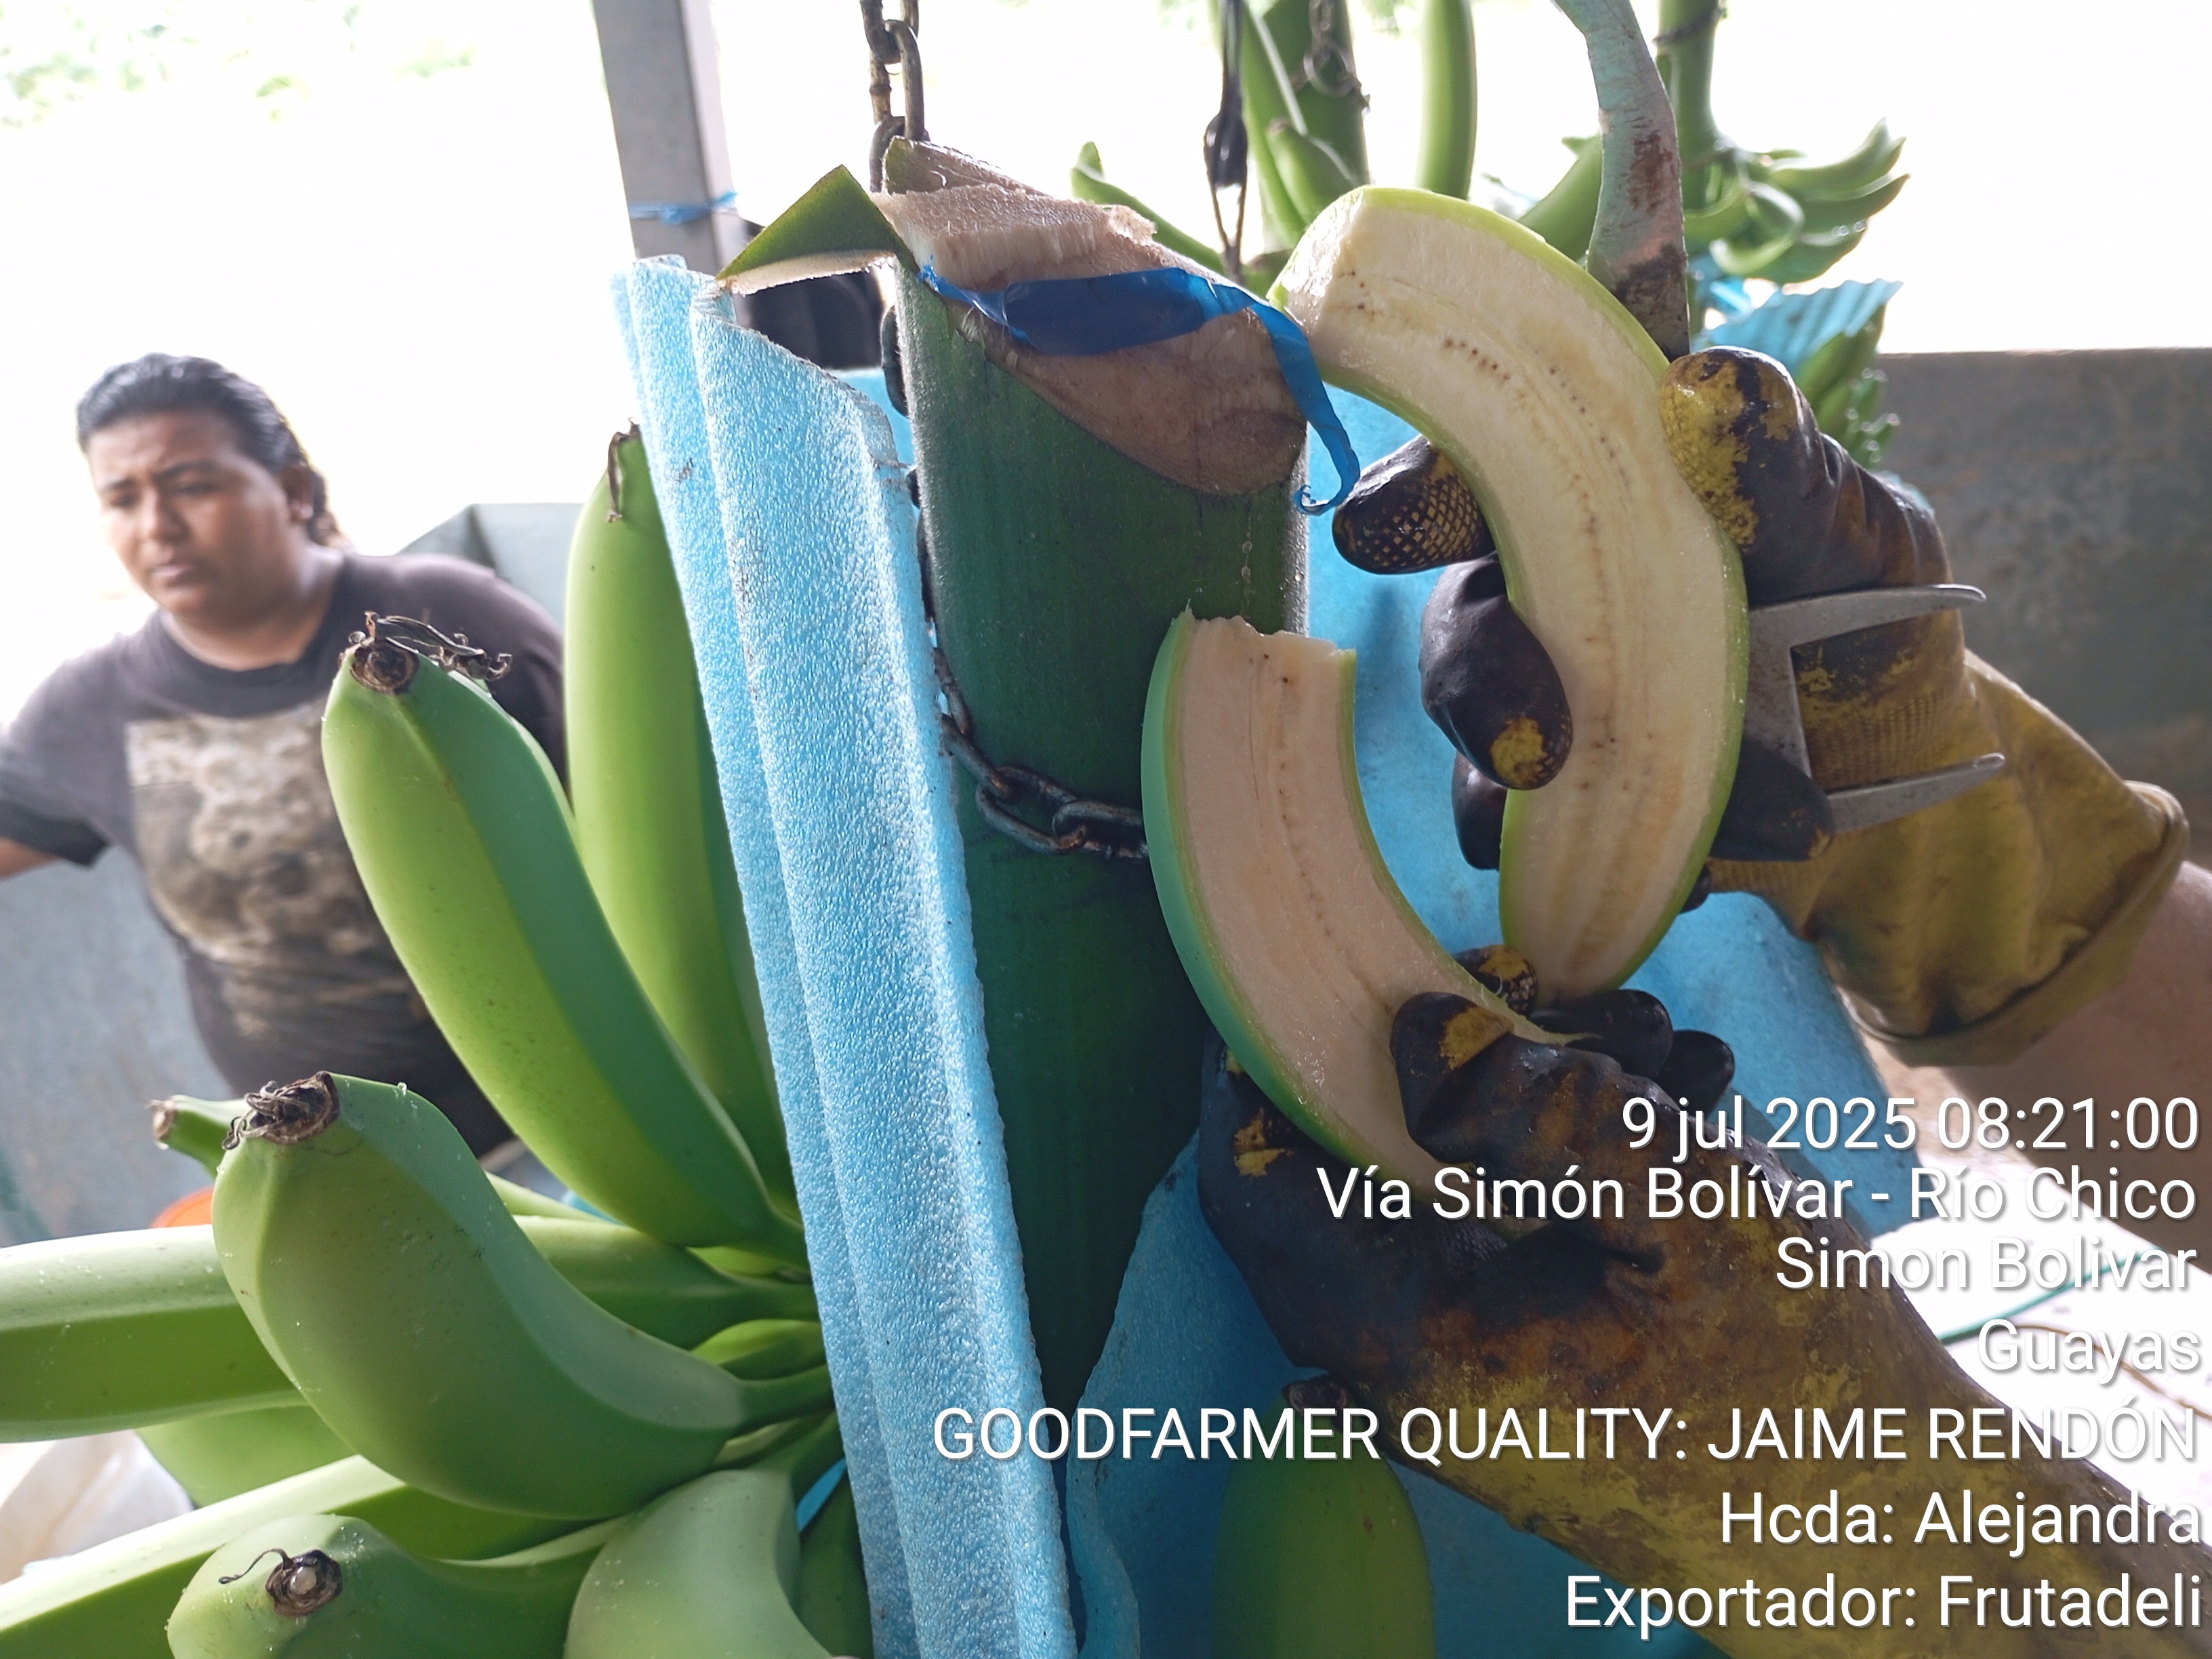 9 jul 2025 08:21:00
Vía Simón Bolívar - Río Chico
Simon Bolivar
Guayas
GOODFARMER QUALITY: JAIME RENDÓN
Hcda: Alejandra
Exportador: Frutadeli